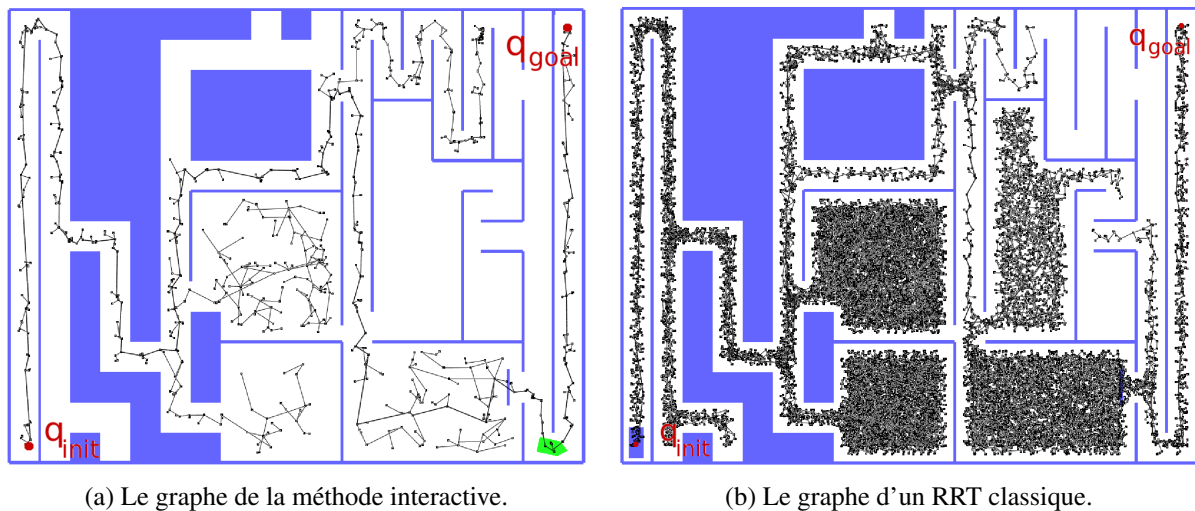 q_goal
q_init
q_goal
q_init
(a) Le graphe de la méthode interactive.
(b) Le graphe d'un RRT classique.